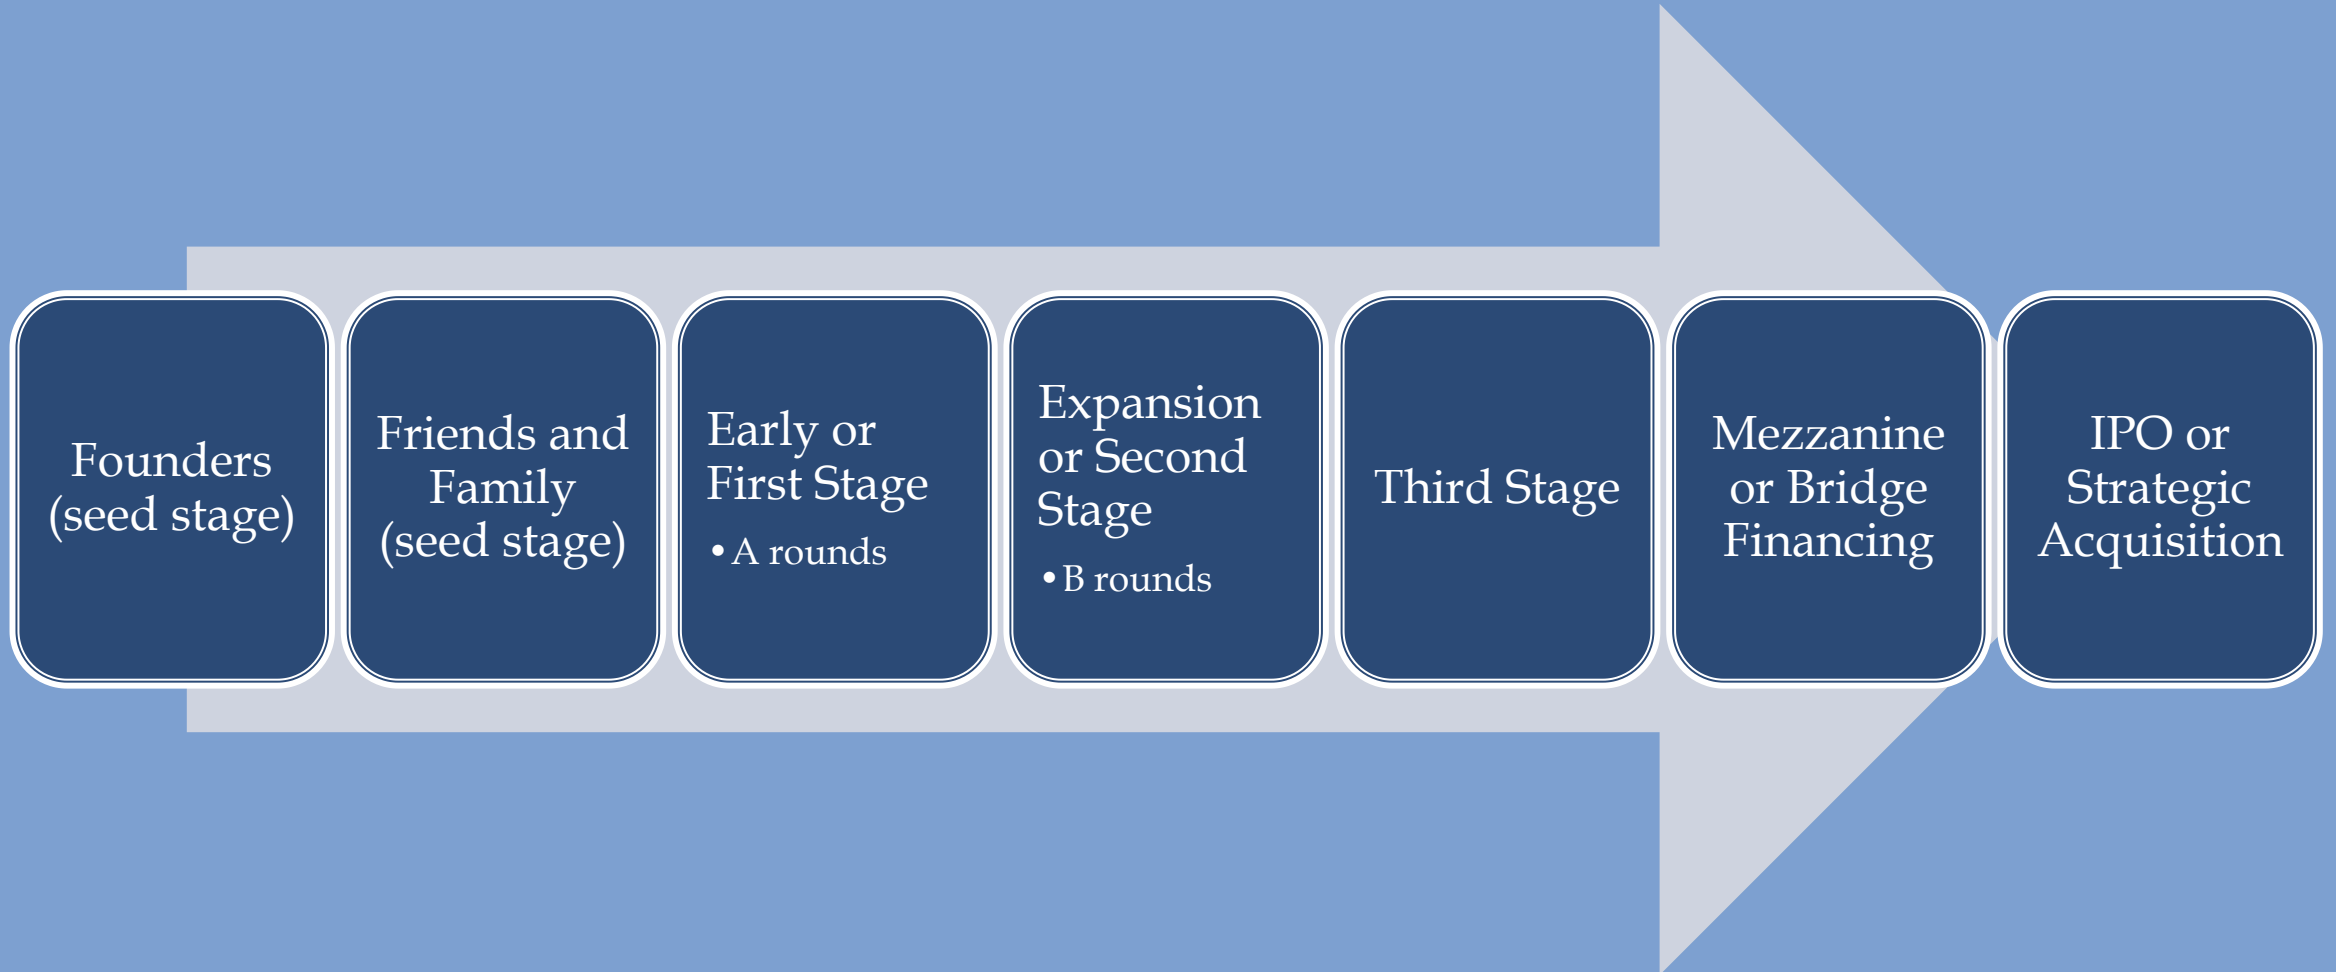 Founders
(seed stage)
Friends and
Family
(seed stage)
Early or
First Stage
•A rounds
Expansion
or Second
Stage
•B rounds
Third Stage
Mezzanine
or Bridge
Financing
IPO or
Strategic
Acquisition